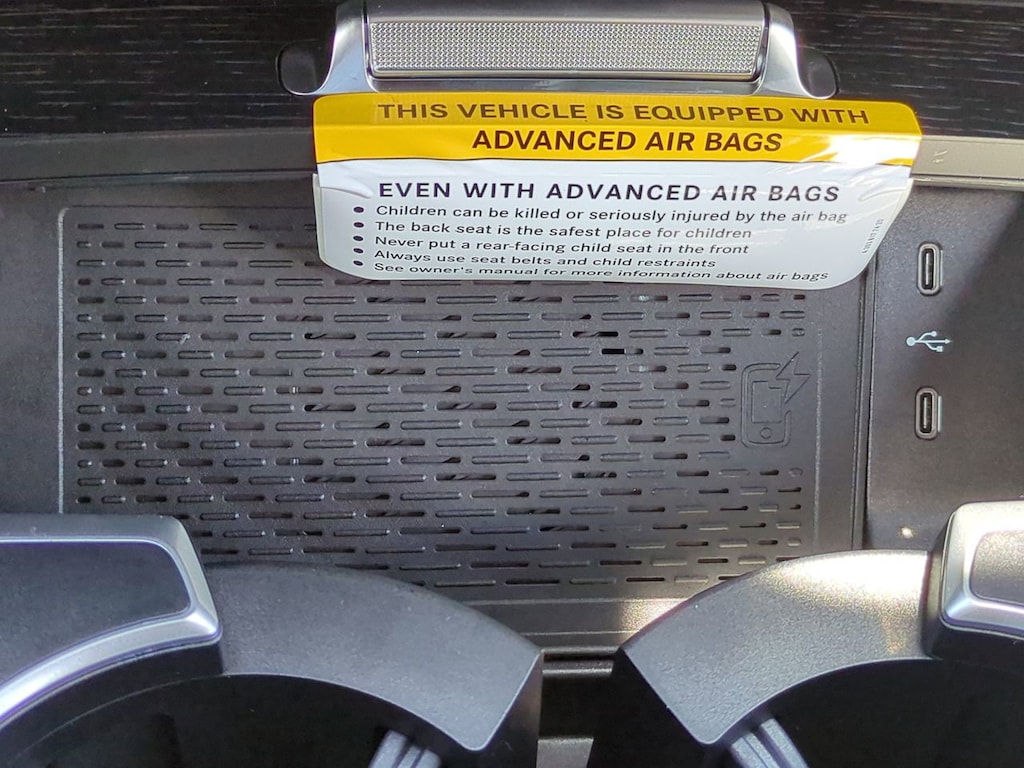 THIS VEHICLE IS EQUIPPED WITH
ADVANCED AIR BAGS
EVEN WITH ADVANCED AIR BAGS
• Children can be killed or seriously injured by the air bag
• The back seat is the safest place for children
• Never put a rear-facing child seat in the front
• Always use seat belts and child restraints
• See owner's manual for more information about air bags